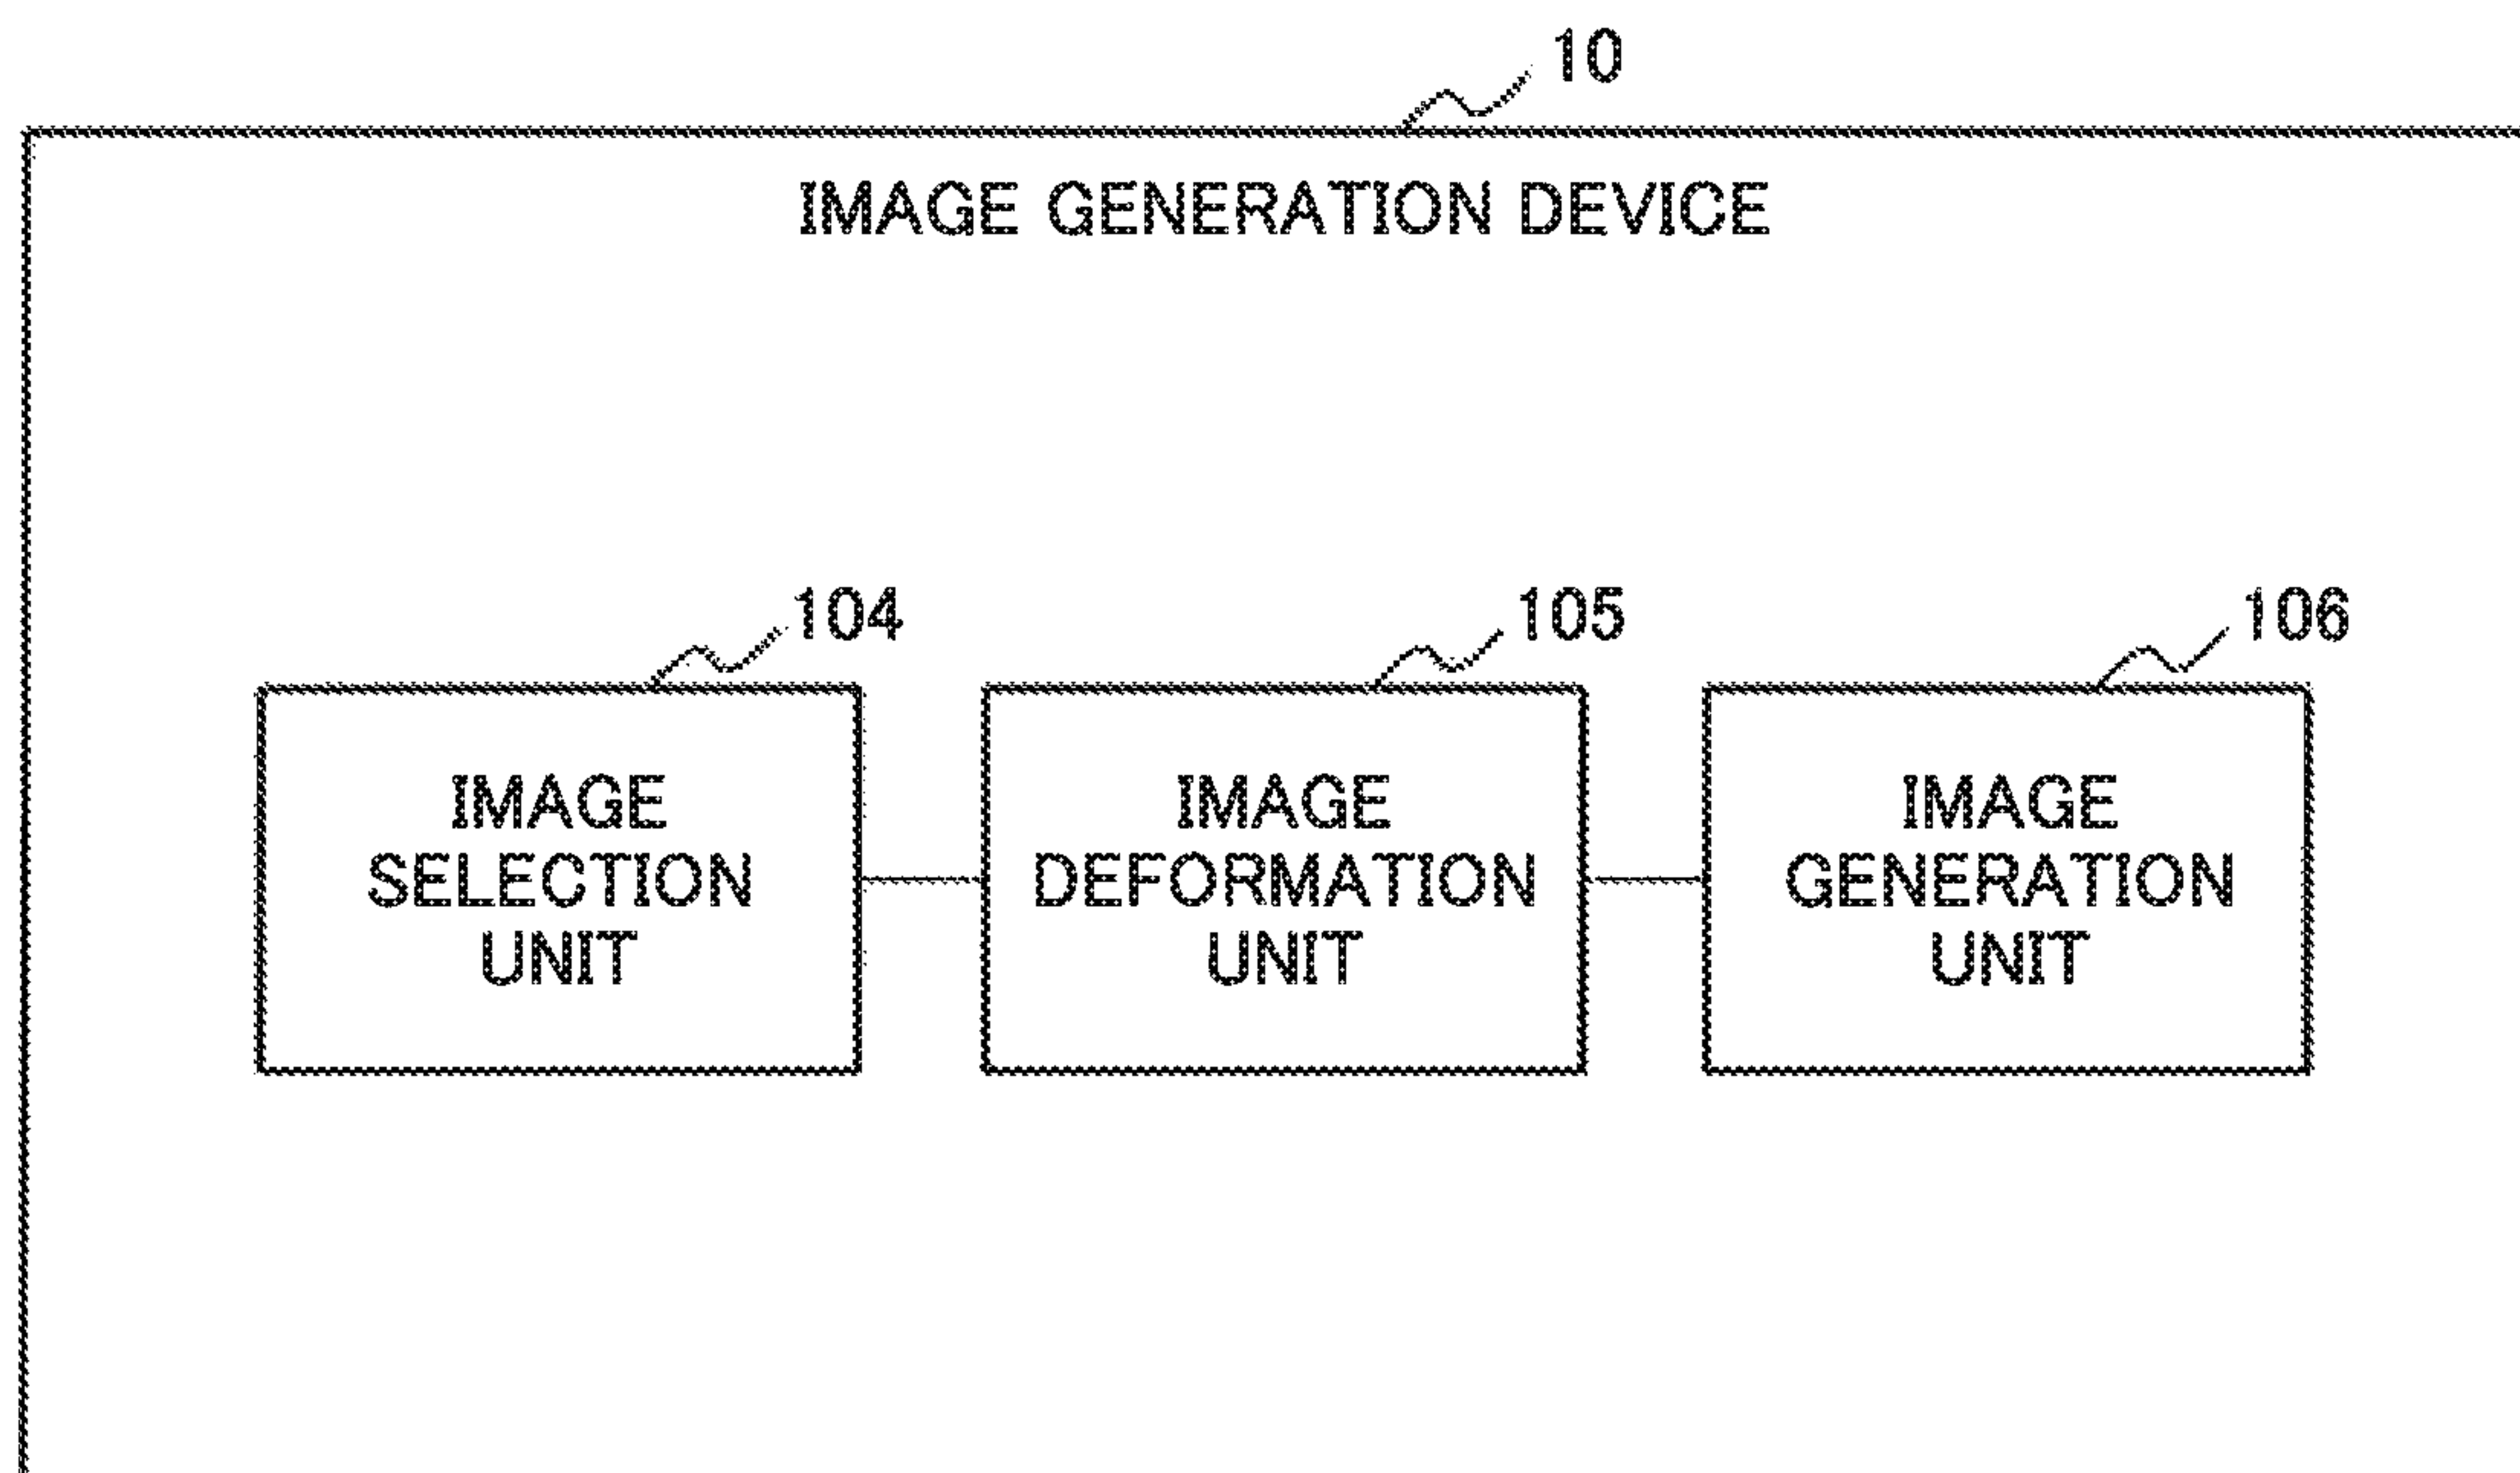 10
IMAGE GENERATION DEVICE
104
105
106
IMAGE
SELECTION
UNIT
IMAGE
DEFORMATION
UNIT
IMAGE
GENERATION
UNIT